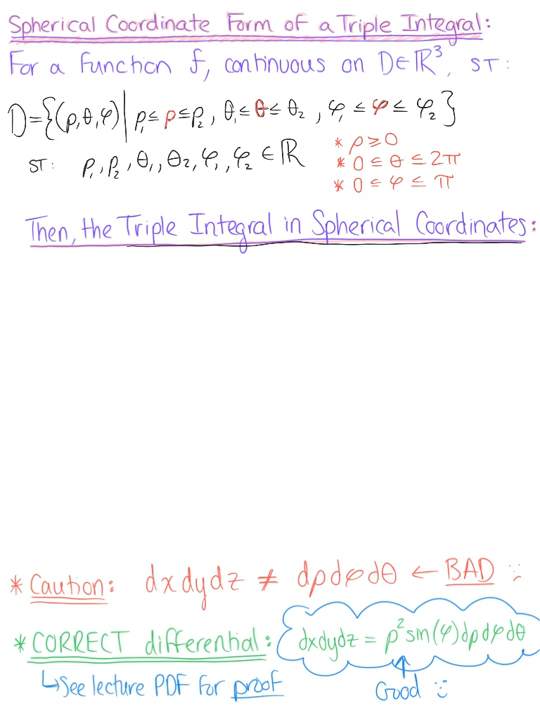 Spherical Coordinate Form of a Triple Integral:
For a function f, continuous on D∈ℝ³, ST:
D={(ρ,θ,φ)|ρ₁≤ρ≤ρ₂, θ₁≤θ≤θ₂, φ₁≤φ≤φ₂}
ST: ρ₁,ρ₂,θ₁,θ₂,φ₁,φ₂∈ℝ
* ρ≥0
* 0≤θ≤2π
* 0≤φ≤π
Then, the Triple Integral in Spherical Coordinates:
* Caution: dxdydz ≠ dρdφdθ ← BAD :(
* CORRECT differential: dxdydz = ρ²sin(φ)dρdφdθ
↳See lecture PDF for proof
Good :)